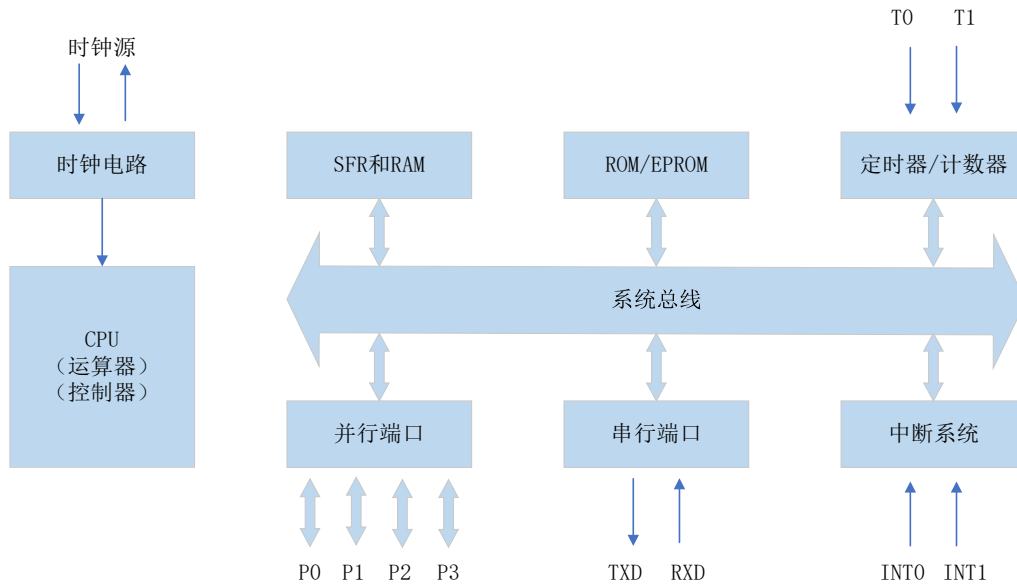 T0 T1
时钟源
时钟电路
SFR和RAM
ROM/EPROM
定时器/计数器
系统总线
CPU
（运算器）
（控制器）
并行端口
串行端口
中断系统
P0 P1 P2 P3
TXD RXD
INT0 INT1